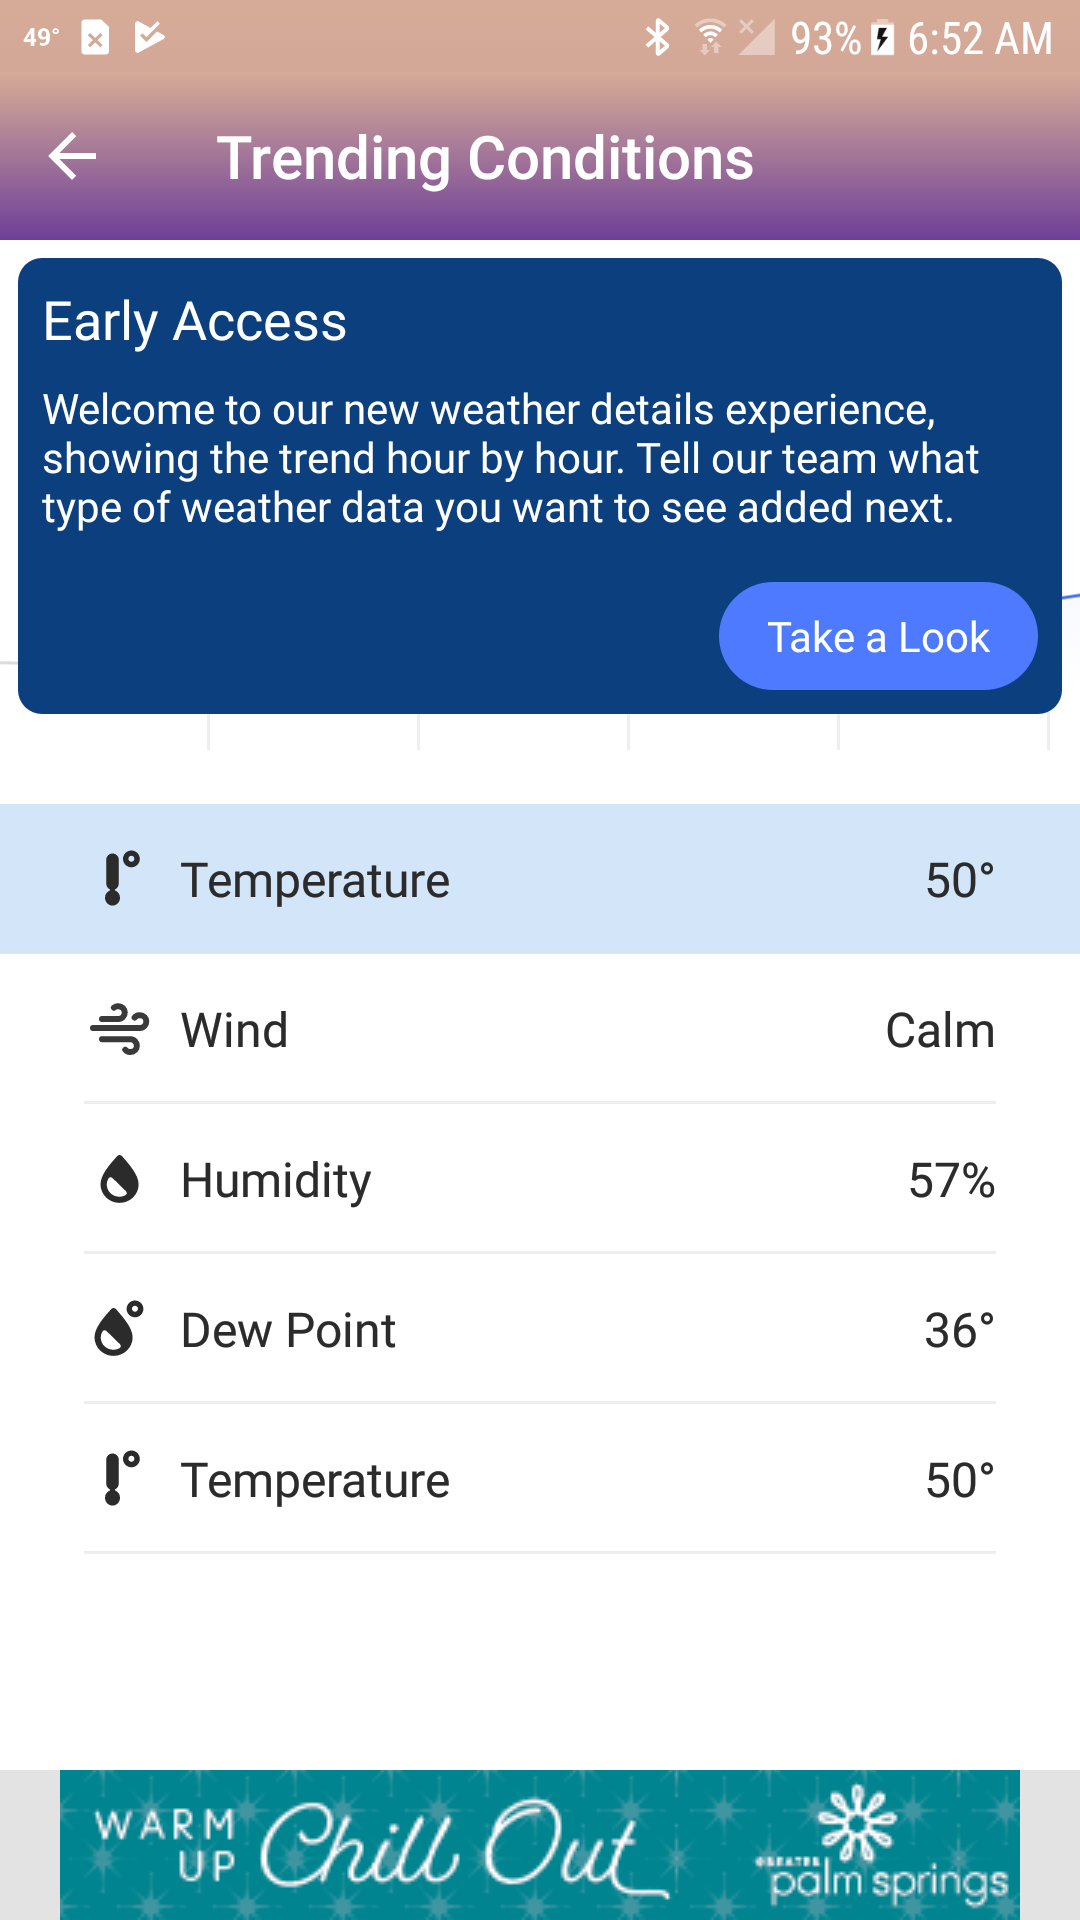 49° 93% 6:52 AM
Trending Conditions
Early Access
Welcome to our new weather details experience,
showing the trend hour by hour. Tell our team what
type of weather data you want to see added next.
Take a Look
Temperature 50°
Wind Calm
Humidity 57%
Dew Point 36°
Temperature 50°
WARM
UP
Chill Out
GREATER
palm springs